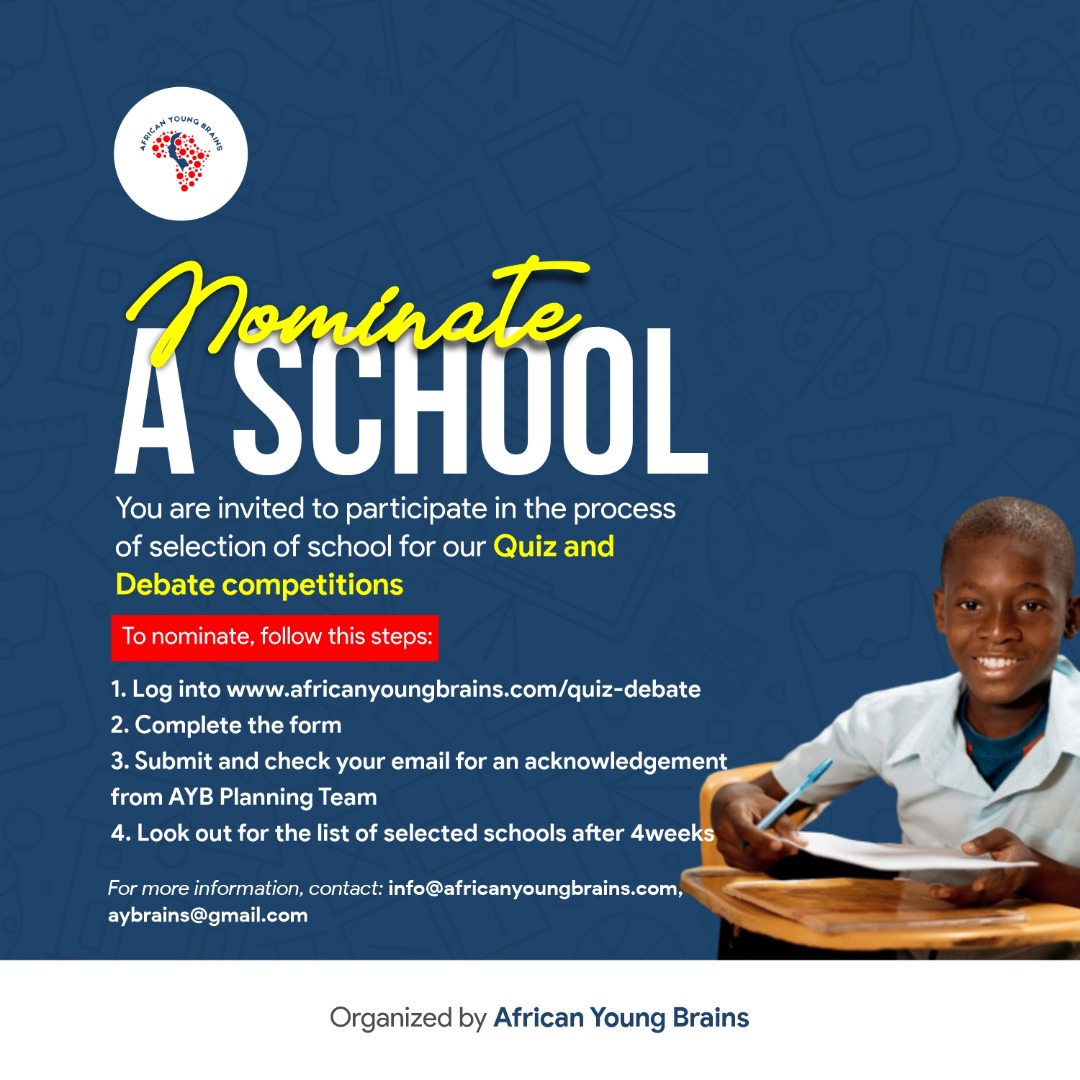 AFRICAN YOUNG BRAINS
Nominate
A SCHOOL
You are invited to participate in the process
of selection of school for our Quiz and
Debate competitions
To nominate, follow this steps:
1. Log into www.africanyoungbrains.com/quiz-debate
2. Complete the form
3. Submit and check your email for an acknowledgement
from AYB Planning Team
4. Look out for the list of selected schools after 4weeks
For more information, contact: info@africanyoungbrains.com,
aybrains@gmail.com
Organized by African Young Brains